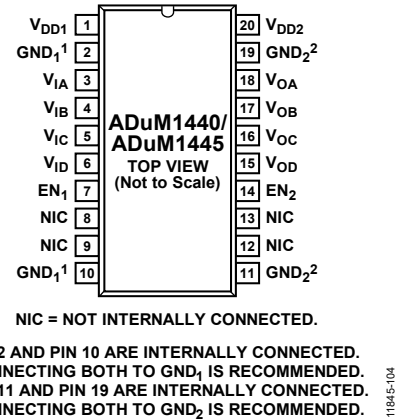 VDD1 1 20 VDD2
GND1¹ 2 19 GND2²
VIA 3 18 VOA
VIB 4 17 VOB
VIC 5 16 VOC
VID 6 15 VOD
EN1 7 14 EN2
NIC 8 13 NIC
NIC 9 12 NIC
GND1¹ 10 11 GND2²
ADuM1440/
ADuM1445
TOP VIEW
(Not to Scale)
NIC = NOT INTERNALLY CONNECTED.
2 AND PIN 10 ARE INTERNALLY CONNECTED.
NNECTING BOTH TO GND1 IS RECOMMENDED.
11 AND PIN 19 ARE INTERNALLY CONNECTED.
NNECTING BOTH TO GND2 IS RECOMMENDED.
11845-104